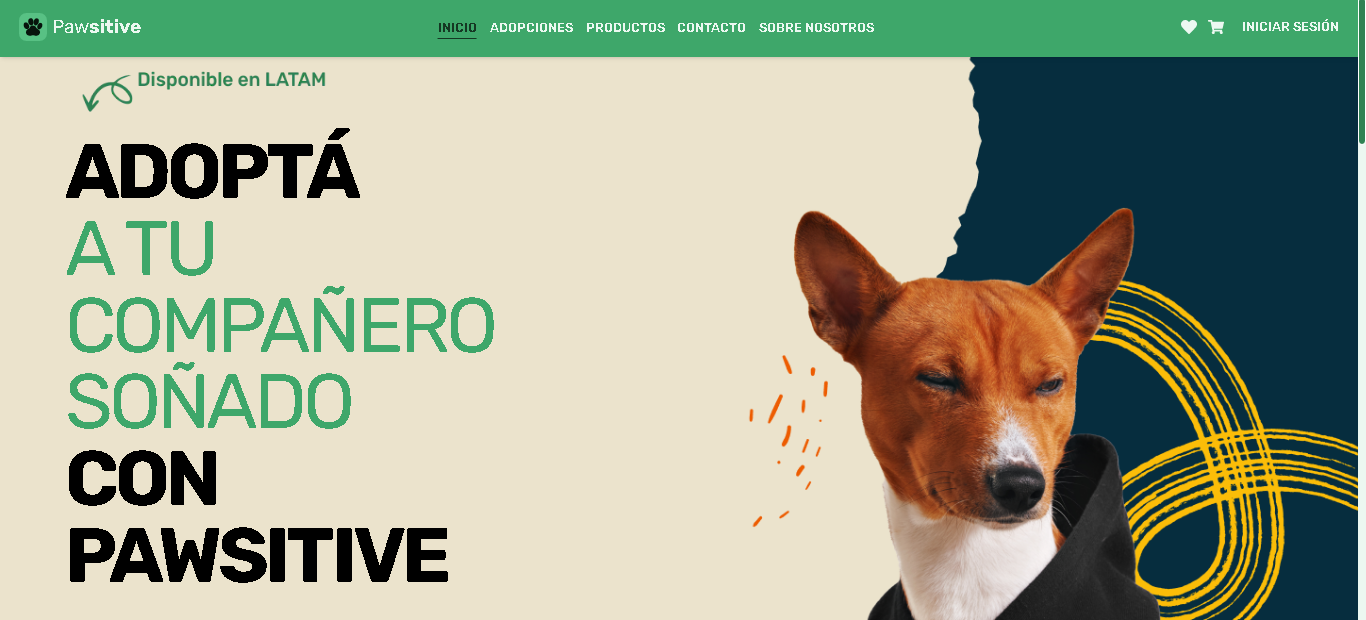 Pawsitive
INICIO ADOPCIONES PRODUCTOS CONTACTO SOBRE NOSOTROS
INICIAR SESIÓN
Disponible en LATAM
ADOPTÁ
A TU
COMPAÑERO
SOÑADO
CON
PAWSITIVE